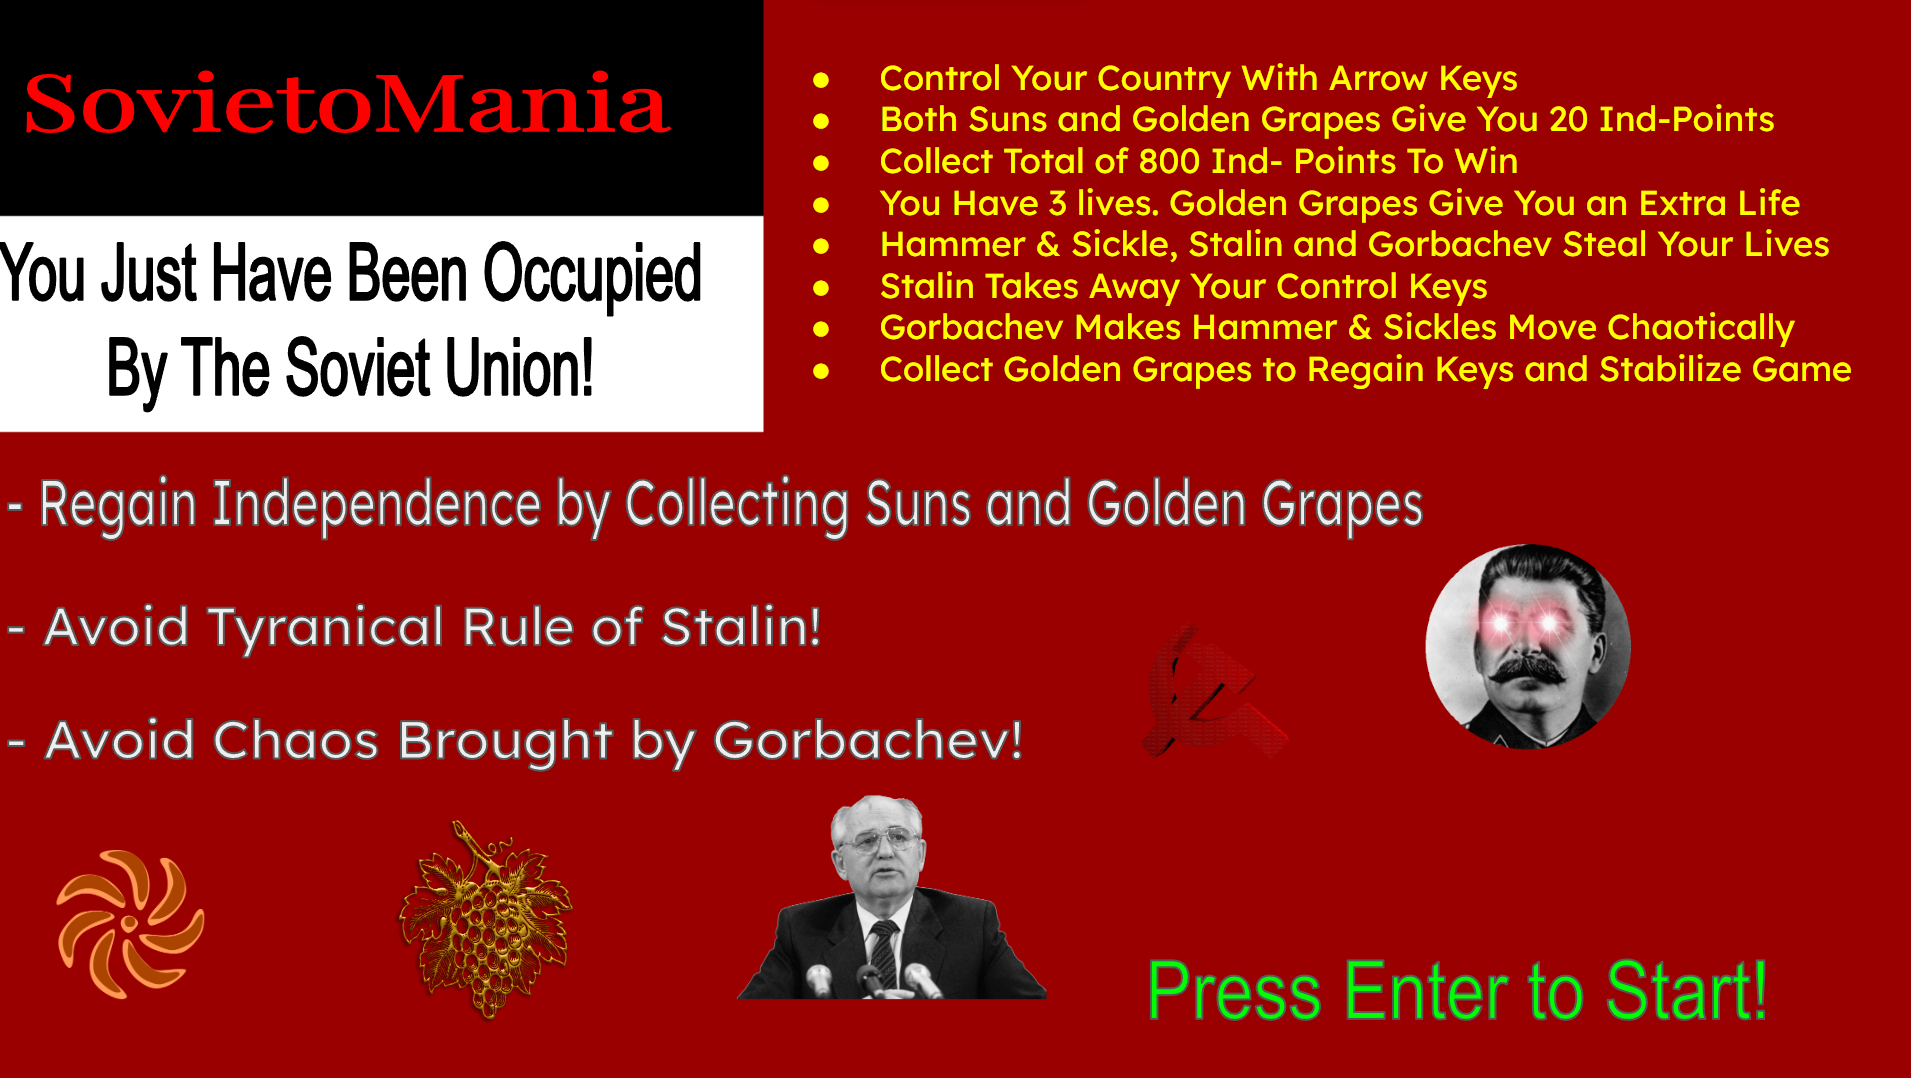 SovietoMania
You Just Have Been Occupied
By The Soviet Union!
● Control Your Country With Arrow Keys
● Both Suns and Golden Grapes Give You 20 Ind-Points
● Collect Total of 800 Ind- Points To Win
● You Have 3 lives. Golden Grapes Give You an Extra Life
● Hammer & Sickle, Stalin and Gorbachev Steal Your Lives
● Stalin Takes Away Your Control Keys
● Gorbachev Makes Hammer & Sickles Move Chaotically
● Collect Golden Grapes to Regain Keys and Stabilize Game
- Regain Independence by Collecting Suns and Golden Grapes
- Avoid Tyranical Rule of Stalin!
- Avoid Chaos Brought by Gorbachev!
Press Enter to Start!